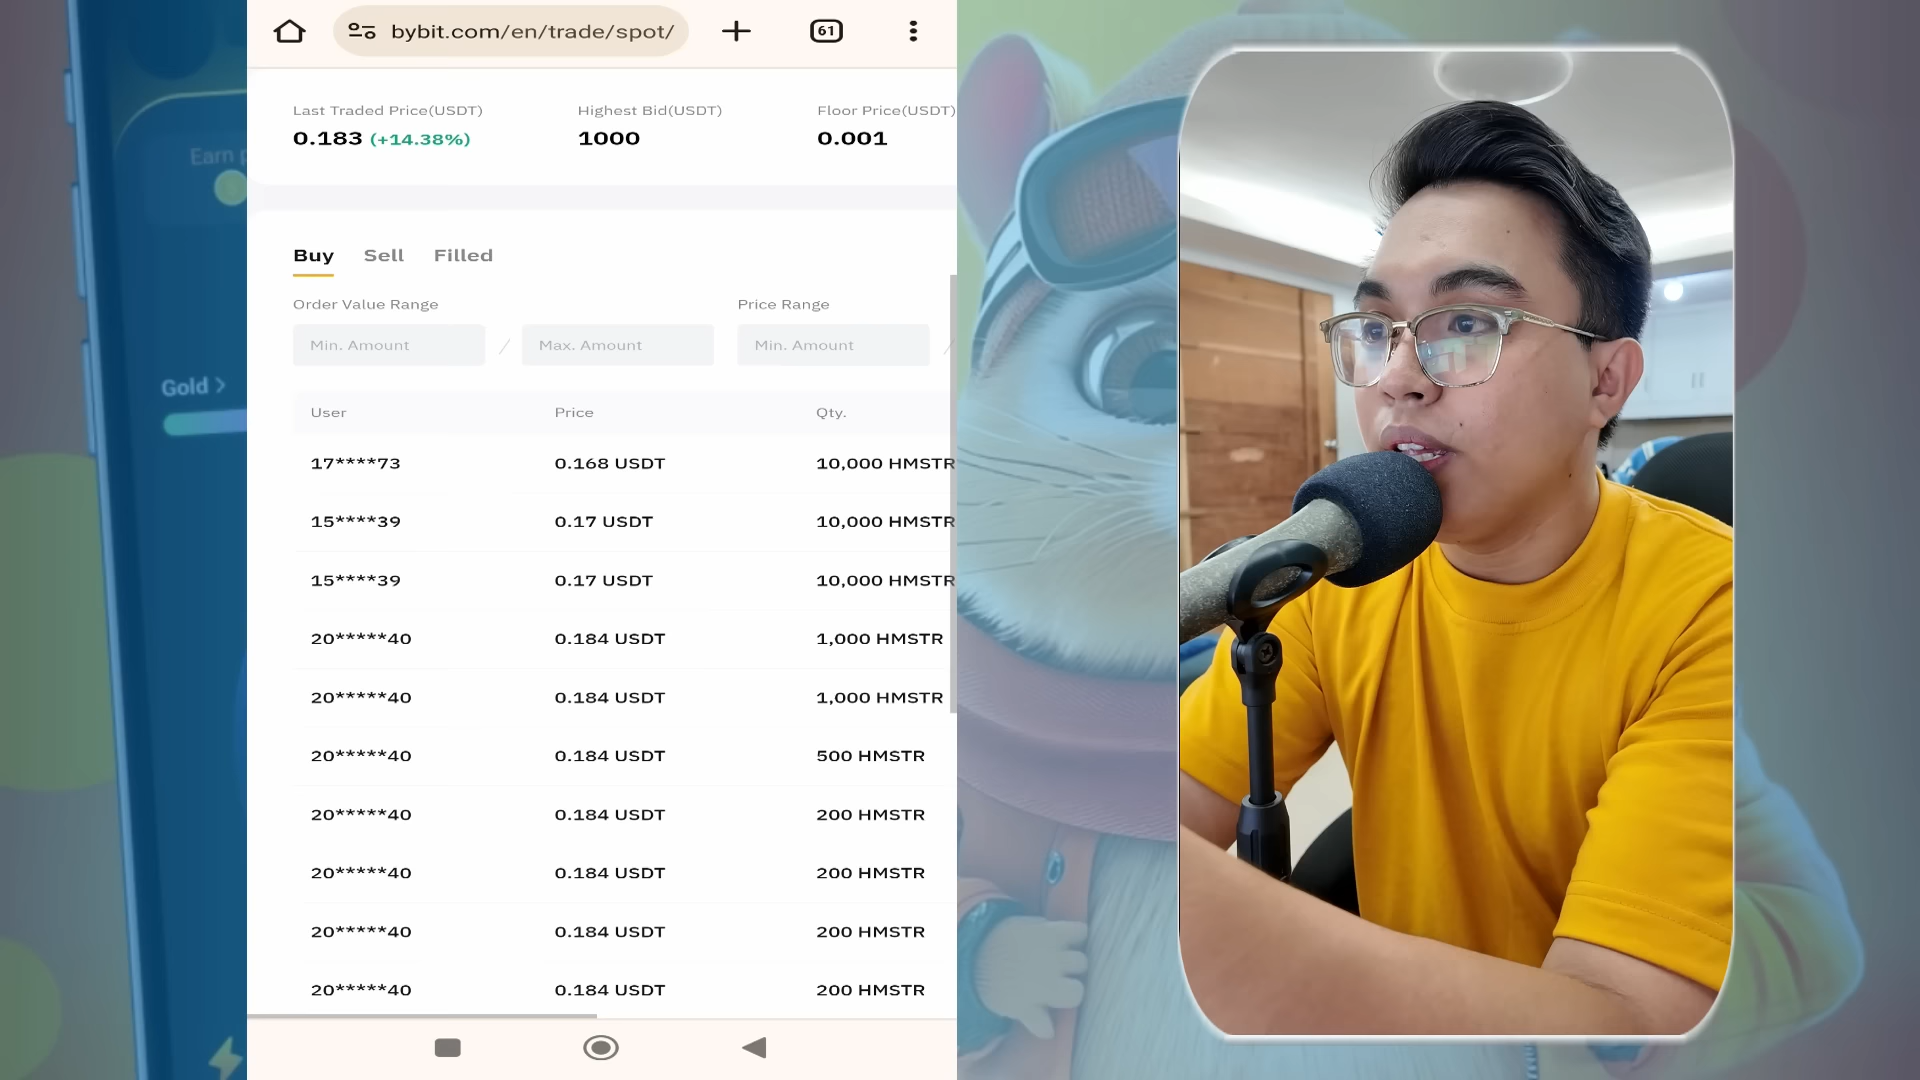 bybit.com/en/trade/spot/
61
Last Traded Price(USDT) Highest Bid(USDT) Floor Price(USDT)
0.183 (+14.38%) 1000 0.001
Buy Sell Filled
Order Value Range Price Range
Min. Amount / Max. Amount Min. Amount /
User Price Qty.
17****73 0.168 USDT 10,000 HMSTR
15****39 0.17 USDT 10,000 HMSTR
15****39 0.17 USDT 10,000 HMSTR
20*****40 0.184 USDT 1,000 HMSTR
20*****40 0.184 USDT 1,000 HMSTR
20*****40 0.184 USDT 500 HMSTR
20*****40 0.184 USDT 200 HMSTR
20*****40 0.184 USDT 200 HMSTR
20*****40 0.184 USDT 200 HMSTR
20*****40 0.184 USDT 200 HMSTR
Earn
Gold >